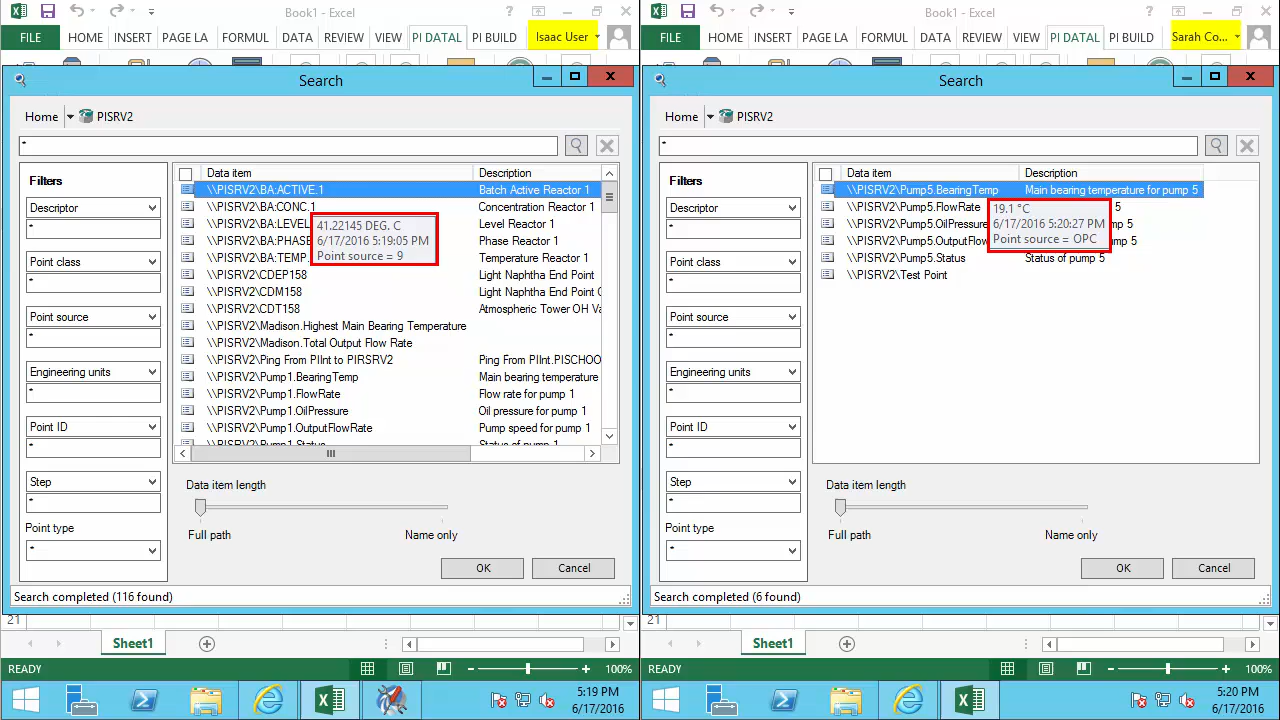 Book1 - Excel
FILE HOME INSERT PAGE LA FORMUL DATA REVIEW VIEW PI DATAL PI BUILD Isaac User
Search
Home PISRV2
*
Filters
Descriptor
*
Point class
*
Point source
*
Engineering units
*
Point ID
*
Step
*
Point type
*
Data item Description
\\PISRV2\BA:ACTIVE.1 Batch Active Reactor 1
\\PISRV2\BA:CONC.1 Concentration Reactor 1
\\PISRV2\BA:LEVEL Level Reactor 1
\\PISRV2\BA:PHASE Phase Reactor 1
\\PISRV2\BA:TEMP. Temperature Reactor 1
\\PISRV2\CDEP158 Light Naphtha End Point
\\PISRV2\CDM158 Light Naphtha End Point C
\\PISRV2\CDT158 Atmospheric Tower OH Va
\\PISRV2\Madison.Highest Main Bearing Temperature
\\PISRV2\Madison.Total Output Flow Rate
\\PISRV2\Ping From PIInt to PIRSRV2 Ping From PIInt.PISCHOO
\\PISRV2\Pump1.BearingTemp Main bearing temperature
\\PISRV2\Pump1.FlowRate Flow rate for pump 1
\\PISRV2\Pump1.OilPressure Oil pressure for pump 1
\\PISRV2\Pump1.OutputFlowRate Pump speed for pump 1
\\PISRV2\Pump1.Status Status of pump 1
41.22145 DEG. C
6/17/2016 5:19:05 PM
Point source = 9
Data item length
Full path Name only
OK Cancel
Search completed (116 found)
21
Sheet1
READY 100%
5:19 PM
6/17/2016
Book1 - Excel
FILE HOME INSERT PAGE LA FORMUL DATA REVIEW VIEW PI DATAL PI BUILD Sarah Co...
Search
Home PISRV2
*
Filters
Descriptor
*
Point class
*
Point source
*
Engineering units
*
Point ID
*
Step
*
Point type
*
Data item Description
\\PISRV2\Pump5.BearingTemp Main bearing temperature for pump 5
\\PISRV2\Pump5.FlowRate 5
\\PISRV2\Pump5.OilPressu
\\PISRV2\Pump5.OutputFlow mp 5
\\PISRV2\Pump5.Status Status of pump 5
\\PISRV2\Test Point
19.1 °C
6/17/2016 5:20:27 PM
Point source = OPC
Data item length
Full path Name only
OK Cancel
Search completed (6 found)
21
Sheet1
READY 100%
5:20 PM
6/17/2016